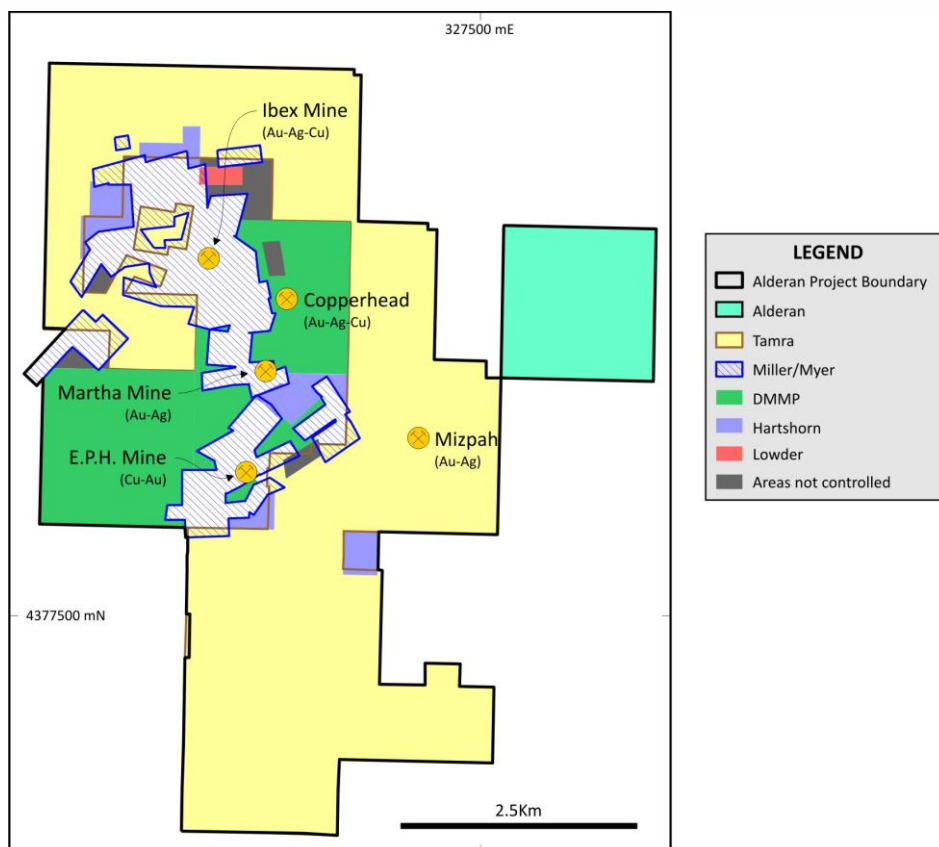 327500 mE
Ibex Mine
(Au-Ag-Cu)
Copperhead
(Au-Ag-Cu)
Martha Mine
(Au-Ag)
Mizpah
(Au-Ag)
E.P.H. Mine
(Cu-Au)
4377500 mN
2.5Km
LEGEND
Alderan Project Boundary
Alderan
Tamra
Miller/Myer
DMMP
Hartshorn
Lowder
Areas not controlled